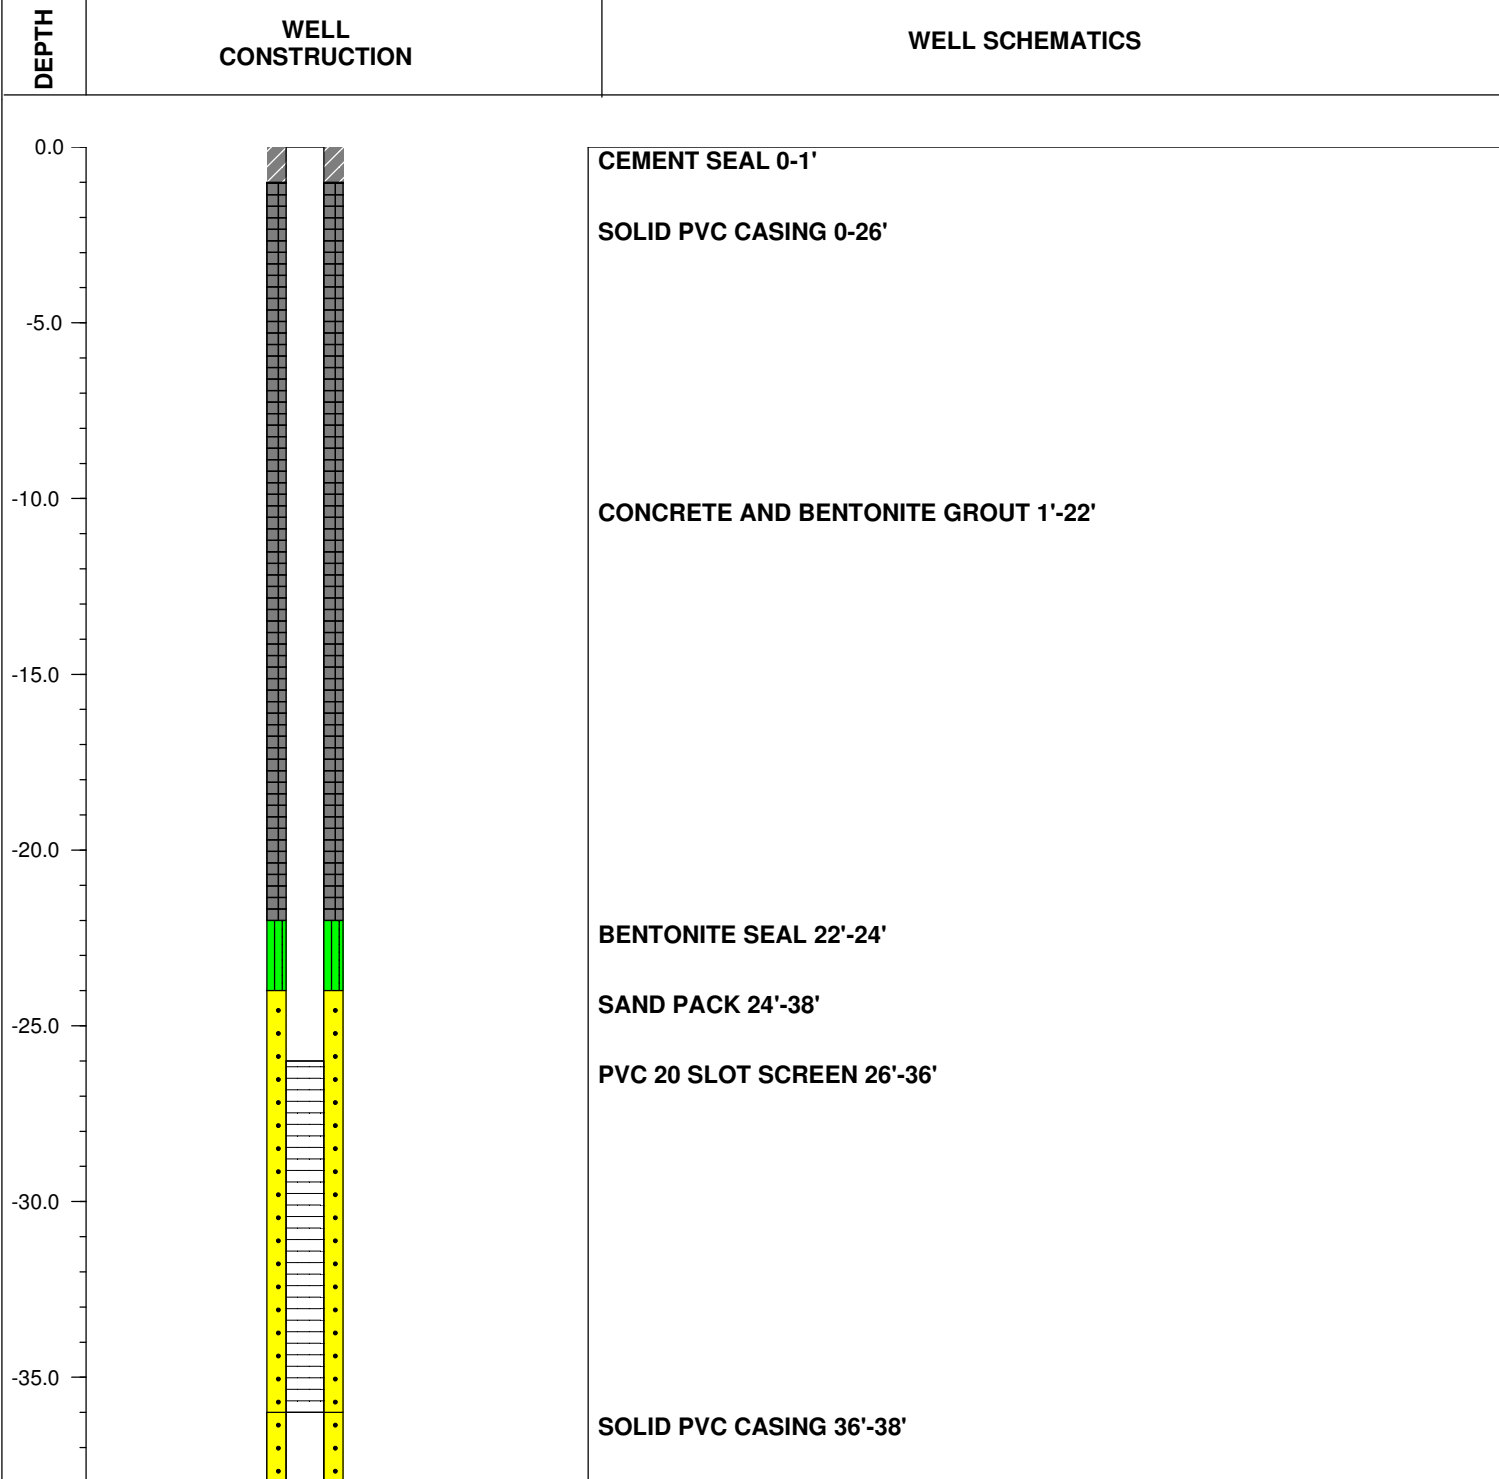 DEPTH
WELL
CONSTRUCTION
WELL SCHEMATICS
0.0
CEMENT SEAL 0-1'
SOLID PVC CASING 0-26'
-5.0
-10.0
CONCRETE AND BENTONITE GROUT 1'-22'
-15.0
-20.0
BENTONITE SEAL 22'-24'
SAND PACK 24'-38'
-25.0
PVC 20 SLOT SCREEN 26'-36'
-30.0
-35.0
SOLID PVC CASING 36'-38'